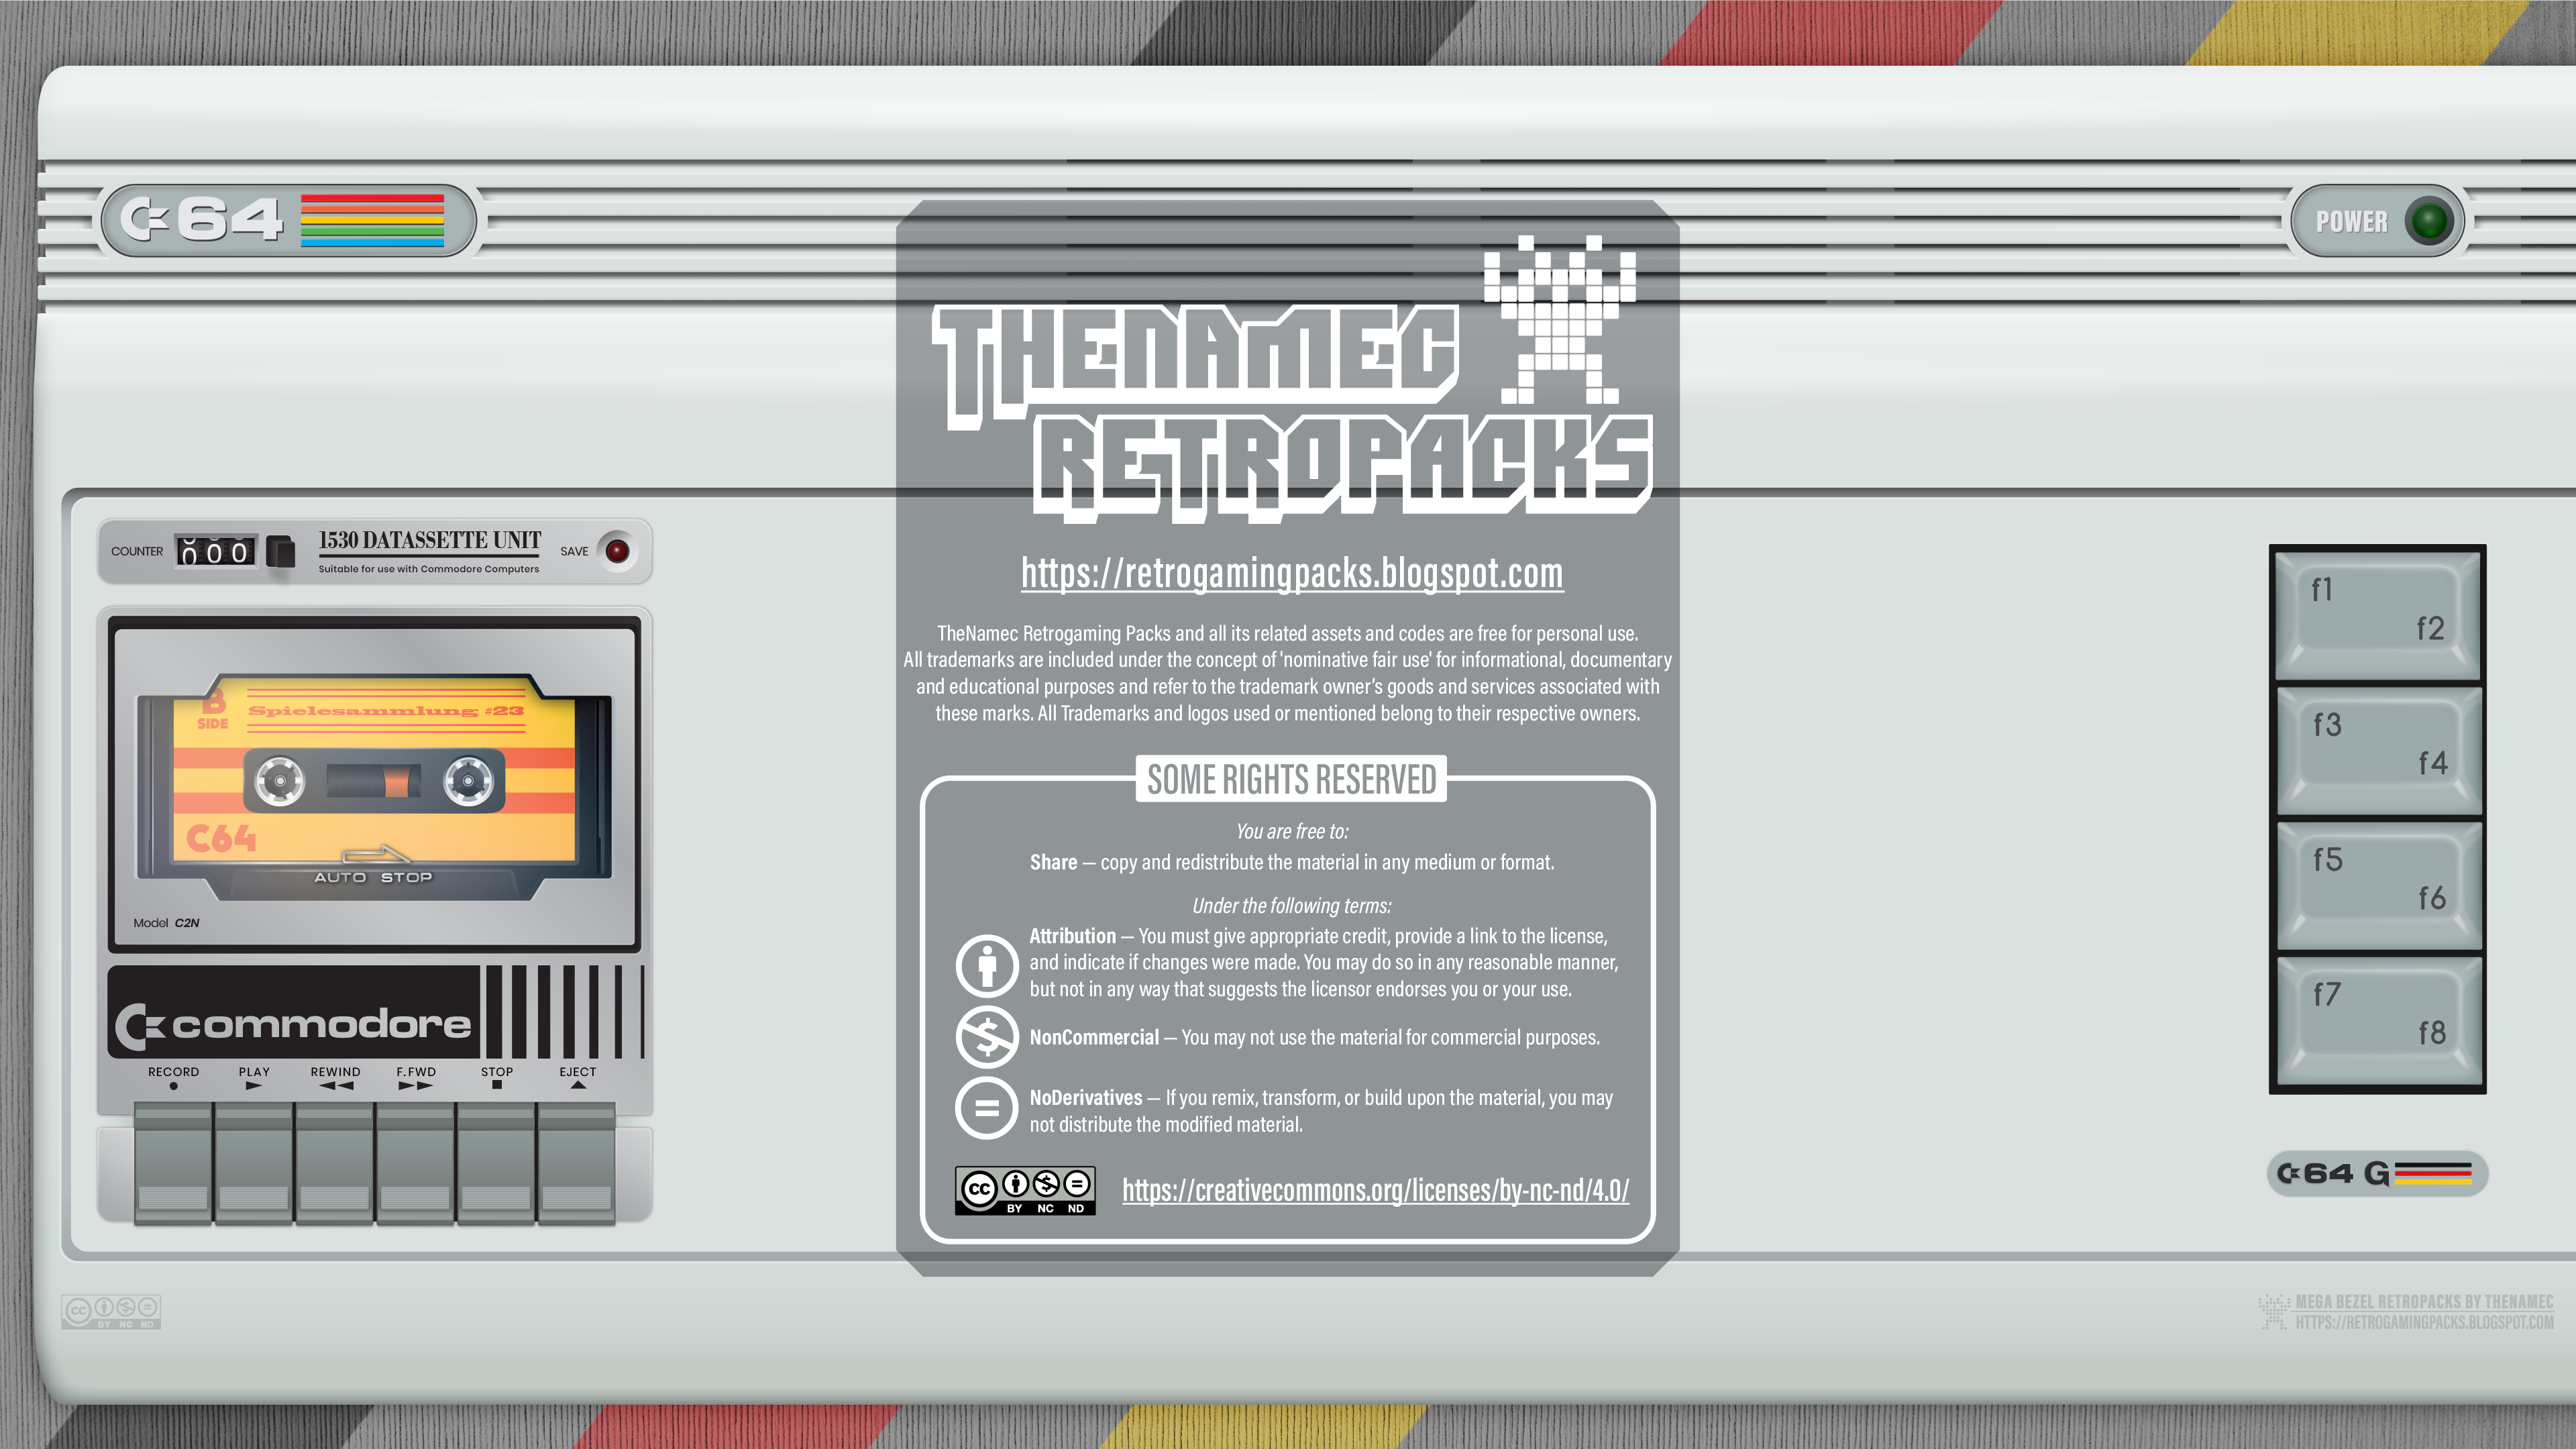 64
POWER
THENAMEC
RETROPACKS
COUNTER
000
1530 DATASSETTE UNIT
Suitable for use with Commodore Computers
SAVE
https://retrogamingpacks.blogspot.com
TheNamec Retrogaming Packs and all its related assets and codes are free for personal use.
All trademarks are included under the concept of 'nominative fair use' for informational, documentary
and educational purposes and refer to the trademark owner's goods and services associated with
these marks. All Trademarks and logos used or mentioned belong to their respective owners.
B
SIDE
Spielesammlung #23
C64
AUTO STOP
Model C2N
commodore
RECORD
PLAY
REWIND
F.FWD
STOP
EJECT
SOME RIGHTS RESERVED
You are free to:
Share — copy and redistribute the material in any medium or format.
Under the following terms:
Attribution — You must give appropriate credit, provide a link to the license,
and indicate if changes were made. You may do so in any reasonable manner,
but not in any way that suggests the licensor endorses you or your use.
NonCommercial — You may not use the material for commercial purposes.
NoDerivatives — If you remix, transform, or build upon the material, you may
not distribute the modified material.
cc
BY NC ND
https://creativecommons.org/licenses/by-nc-nd/4.0/
f1
f2
f3
f4
f5
f6
f7
f8
64 G
cc
BY NC ND
MEGA BEZEL RETROPACKS BY THENAMEC
HTTPS://RETROGAMINGPACKS.BLOGSPOT.COM